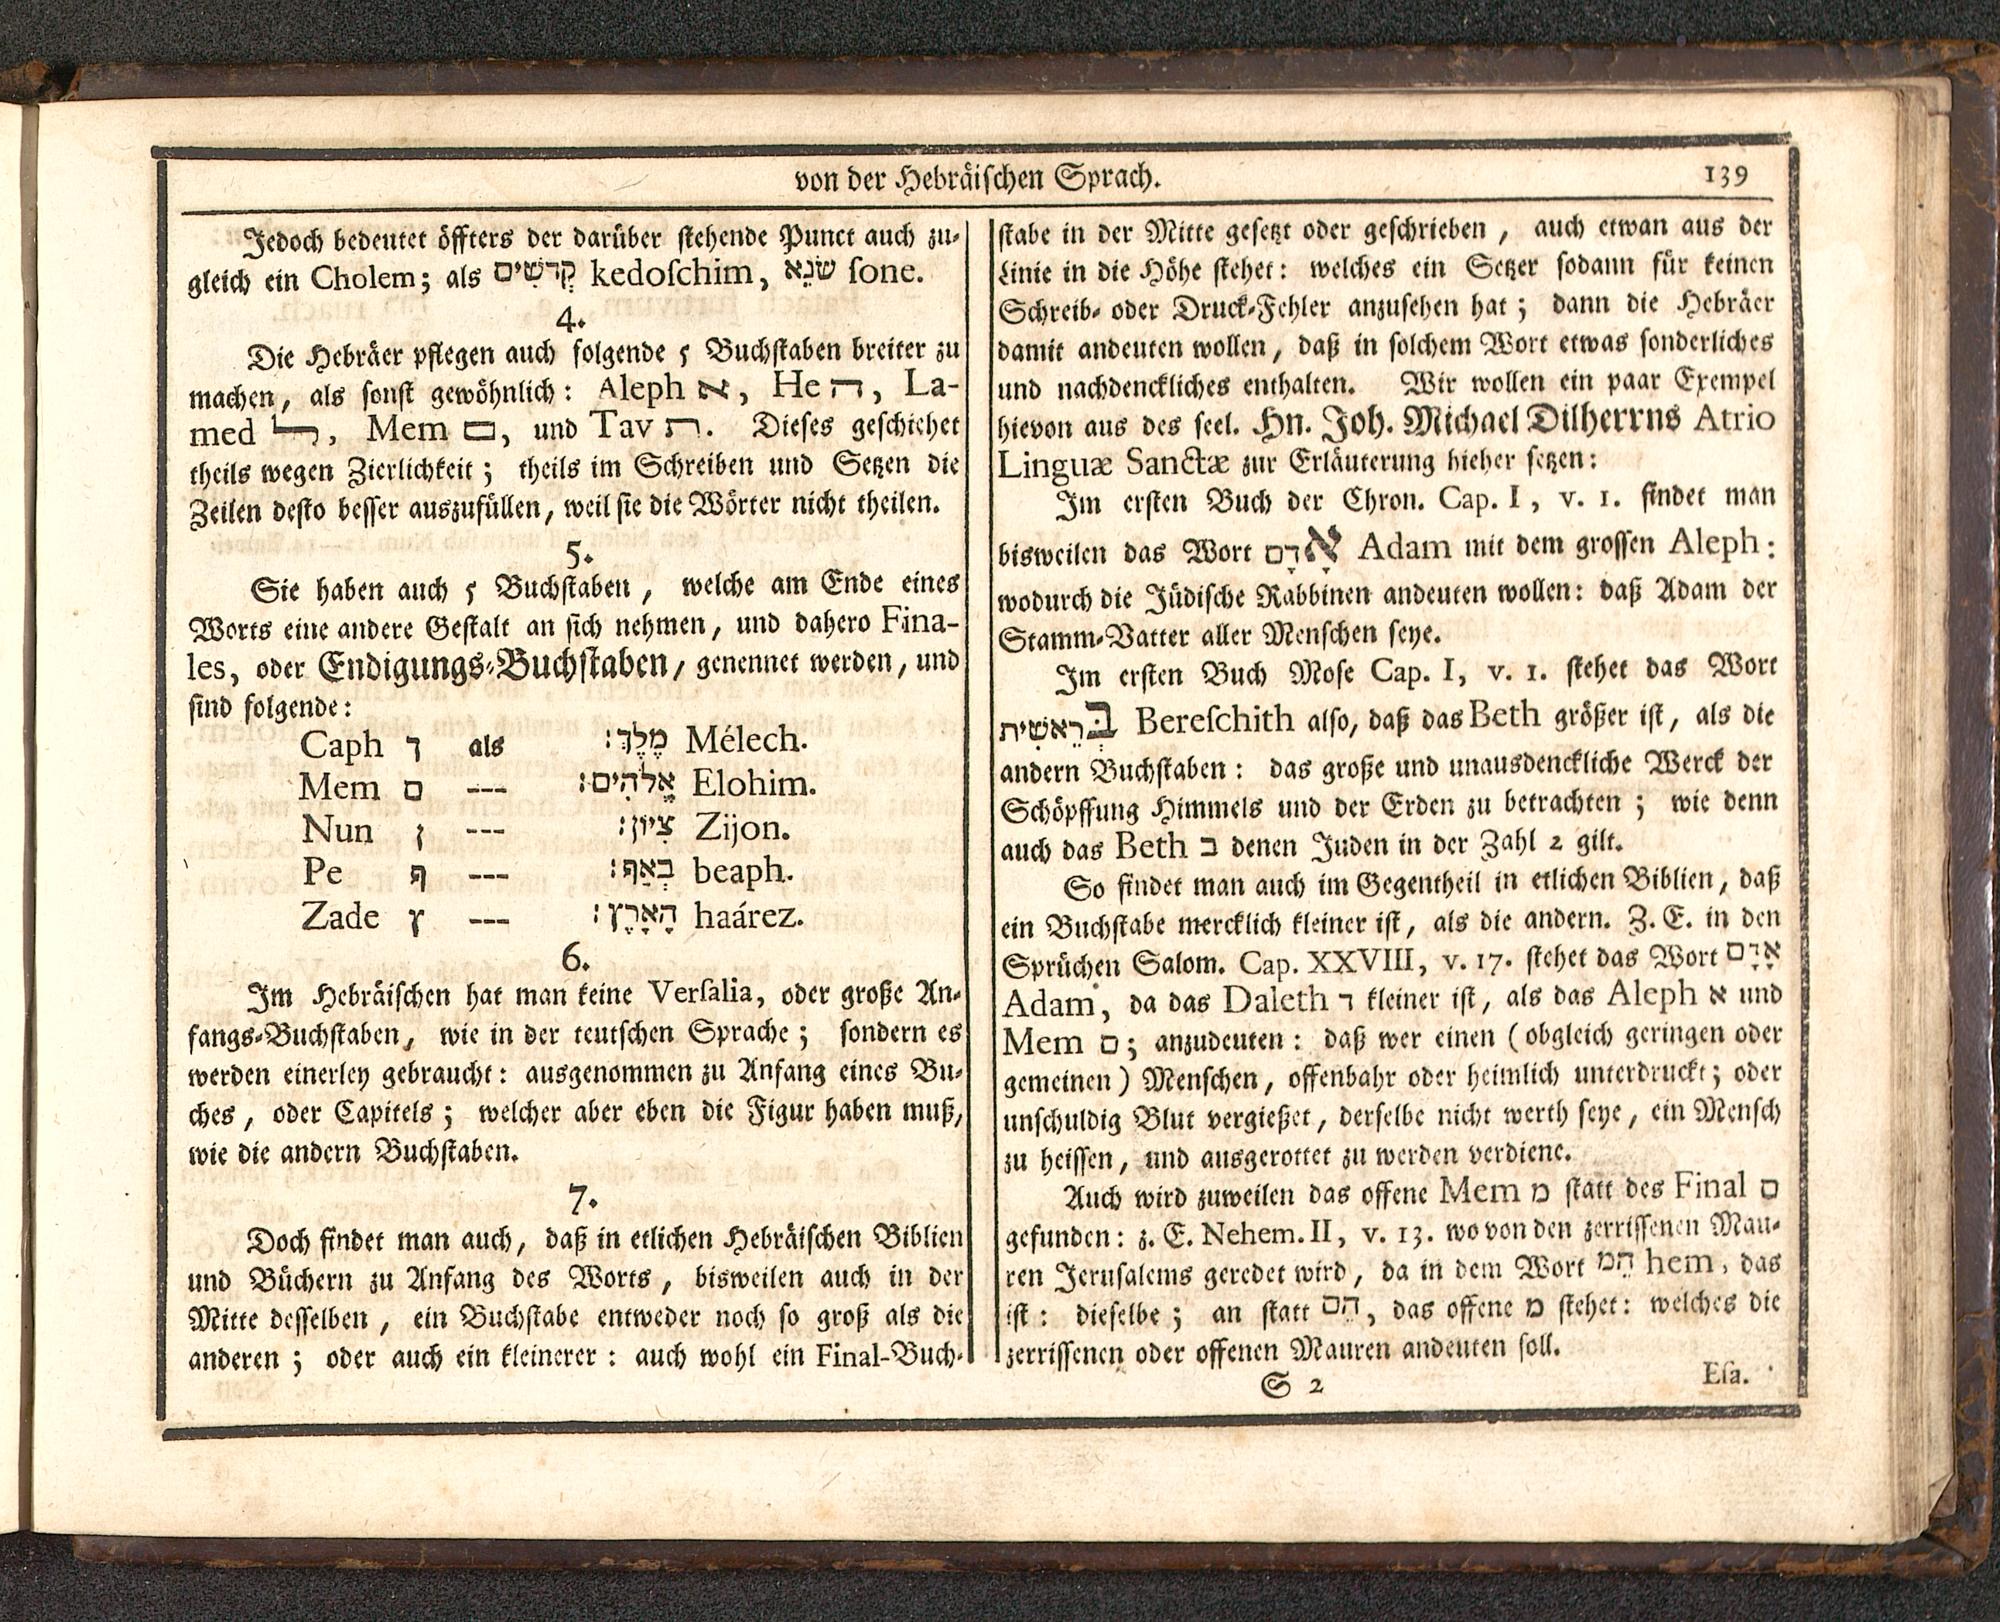 von der Hebräischen Sprach.
139
Jedoch bedeutet öffters der darüber stehende Punct auch zu-
gleich ein Cholem; als קְדשִׁים kedoschim, שׂנֵא sone.
4.
Die Hebräer pflegen auch folgende 5 Buchstaben breiter zu
machen, als sonst gewöhnlich: Aleph ﬡ, He ﬣ, La-
med ﬥ, Mem ﬦ, und Tav ﬨ. Dieses geschiehet
theils wegen Zierlichkeit; theils im Schreiben und Setzen die
Zeilen desto besser auszufüllen, weil sie die Wörter nicht theilen.
5.
Sie haben auch 5 Buchstaben, welche am Ende eines
Worts eine andere Gestalt an sich nehmen, und dahero Fina-
les, oder Endigungs-Buchstaben, genennet werden, und
sind folgende:
Caph ך als מֶלֶךְ: Mélech.
Mem ם --- אֱלֹהִים: Elohim.
Nun ן --- צִיוֹן: Zijon.
Pe ף --- בְאַף: beaph.
Zade ץ --- הָאָרֶץ: haárez.
6.
Im Hebräischen hat man keine Versalia, oder große An-
fangs-Buchstaben, wie in der teutschen Sprache; sondern es
werden einerley gebraucht: ausgenommen zu Anfang eines Bu-
ches, oder Capitels; welcher aber eben die Figur haben muß,
wie die andern Buchstaben.
7.
Doch findet man auch, daß in etlichen Hebräischen Biblien
und Büchern zu Anfang des Worts, bisweilen auch in der
Mitte desselben, ein Buchstabe entweder noch so groß als die
anderen; oder auch ein kleinerer: auch wohl ein Final-Buch-
stabe in der Mitte gesetzt oder geschrieben, auch etwan aus der
Linie in die Höhe stehet: welches ein Setzer sodann für keinen
Schreib- oder Druck-Fehler anzusehen hat; dann die Hebräer
damit andeuten wollen, daß in solchem Wort etwas sonderliches
und nachdenckliches enthalten. Wir wollen ein paar Exempel
hievon aus des seel. Hn. Joh. Michael Dilherrns Atrio
Linguæ Sanctæ zur Erläuterung hieher setzen:
Im ersten Buch der Chron. Cap. I, v. 1. findet man
bisweilen das Wort אָדָם Adam mit dem grossen Aleph:
wodurch die Jüdische Rabbinen andeuten wollen: daß Adam der
Stamm-Vatter aller Menschen seye.
Im ersten Buch Mose Cap. I, v. 1. stehet das Wort
בְּרֵאשִׁית Bereschith also, daß das Beth größer ist, als die
andern Buchstaben: das große und unausdenckliche Werck der
Schöpffung Himmels und der Erden zu betrachten; wie denn
auch das Beth ב denen Juden in der Zahl 2 gilt.
So findet man auch im Gegentheil in etlichen Biblien, daß
ein Buchstabe mercklich kleiner ist, als die andern. Z. E. in den
Sprüchen Salom. Cap. XXVIII, v. 17. stehet das Wort אָדָם
Adam, da das Daleth ד kleiner ist, als das Aleph א und
Mem ם; anzudeuten: daß wer einen (obgleich geringen oder
gemeinen) Menschen, offenbahr oder heimlich unterdruckt; oder
unschuldig Blut vergießet, derselbe nicht werth seye, ein Mensch
zu heissen, und ausgerottet zu werden verdiene.
Auch wird zuweilen das offene Mem מ statt des Final ם
gefunden: z. E. Nehem. II, v. 13. wo von den zerrissenen Mau-
ren Jerusalems geredet wird, da in dem Wort הֵמ hem, das
ist: dieselbe; an statt הֵם, das offene מ stehet: welches die
zerrissenen oder offenen Mauren andeuten soll.
S 2
Esa.